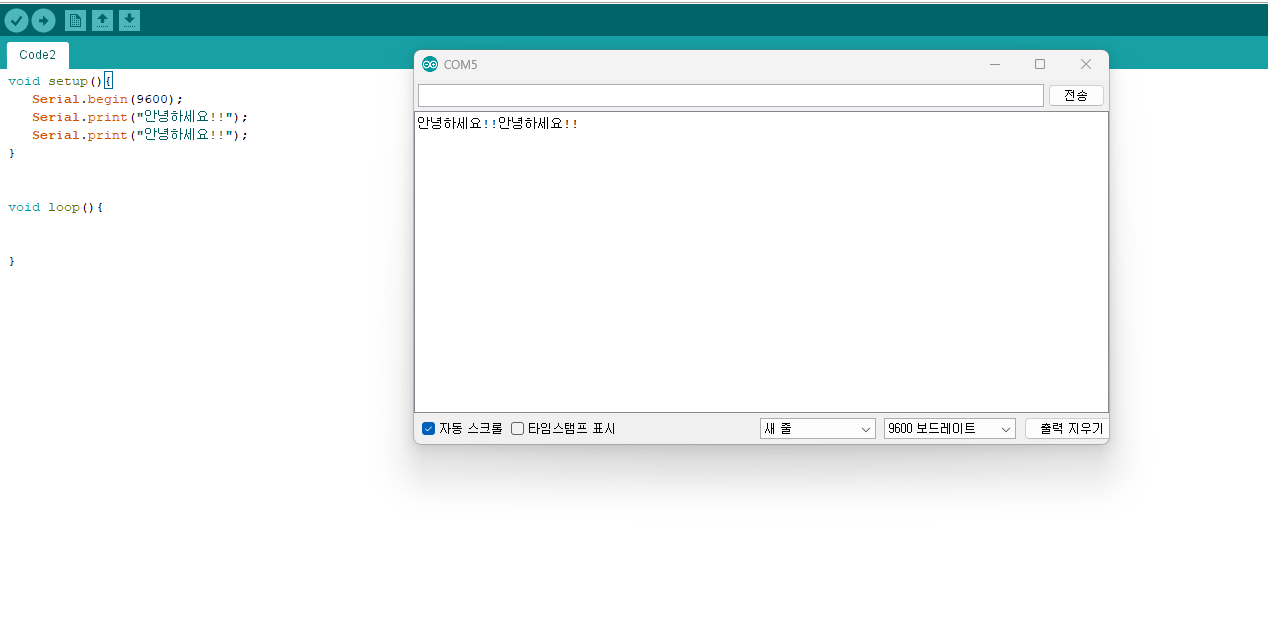 Code2
void setup(){
Serial.begin(9600);
Serial.print("안녕하세요!!");
Serial.print("안녕하세요!!");
}
void loop(){
}
COM5
전송
안녕하세요!!안녕하세요!!
자동 스크롤 타임스탬프 표시 새 줄 9600 보드레이트 출력 지우기